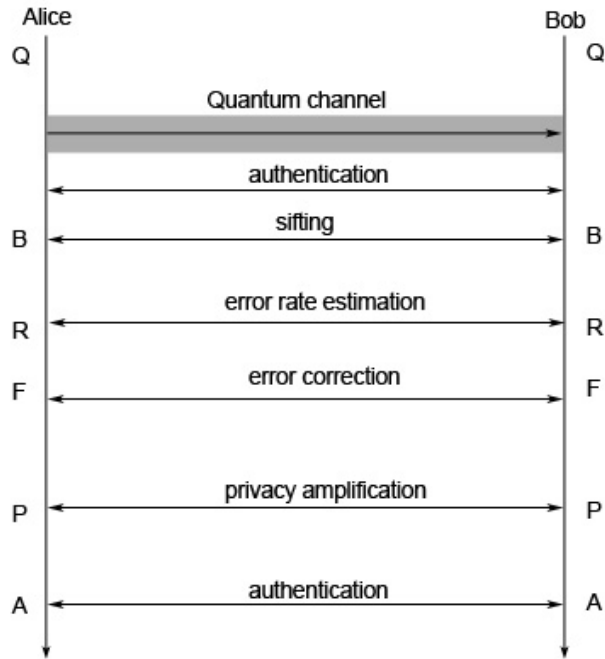 Alice Bob
Q Q
Quantum channel
authentication
sifting
B B
error rate estimation
R R
error correction
F F
privacy amplification
P P
authentication
A A